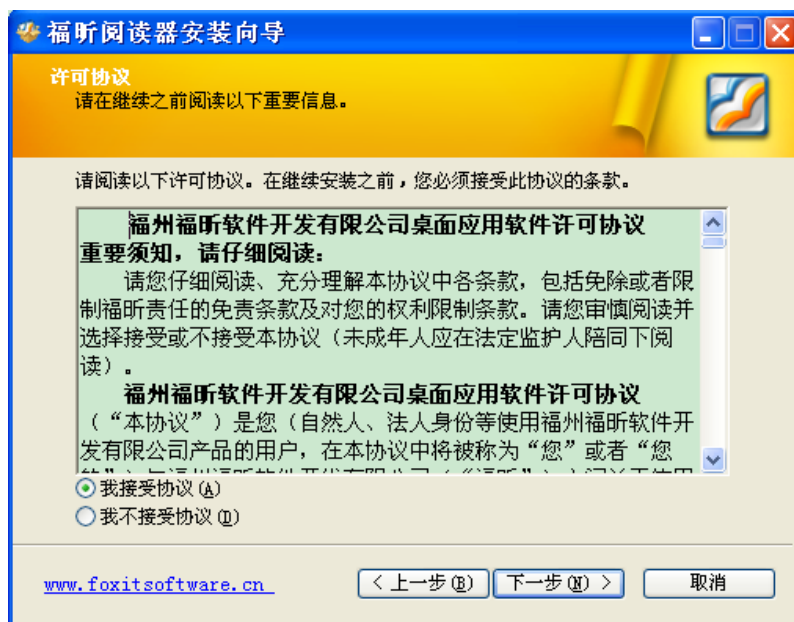 福昕阅读器安装向导
许可协议
请在继续之前阅读以下重要信息。
请阅读以下许可协议。在继续安装之前，您必须接受此协议的条款。
福州福昕软件开发有限公司桌面应用软件许可协议
重要须知，请仔细阅读：
请您仔细阅读、充分理解本协议中各条款，包括免除或者限
制福昕责任的免责条款及对您的权利限制条款。请您审慎阅读并
选择接受或不接受本协议（未成年人应在法定监护人陪同下阅
读）。
福州福昕软件开发有限公司桌面应用软件许可协议
（“本协议”）是您（自然人、法人身份等使用福州福昕软件开
发有限公司产品的用户，在本协议中将被称为“您”或者“您
我接受协议(A)
我不接受协议(D)
www.foxitsoftware.cn
< 上一步(B) 下一步(N) > 取消